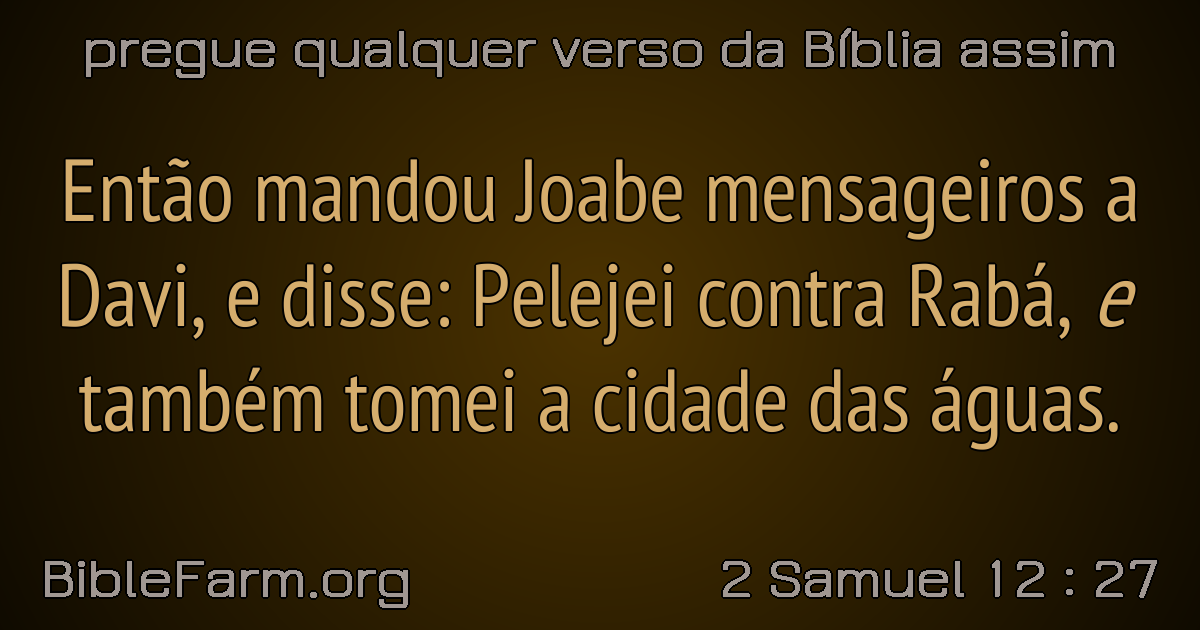 pregue qualquer verso da Bíblia assim
Então mandou Joabe mensageiros a
Davi, e disse: Pelejei contra Rabá, e
também tomei a cidade das águas.
BibleFarm.org
2 Samuel 12 : 27